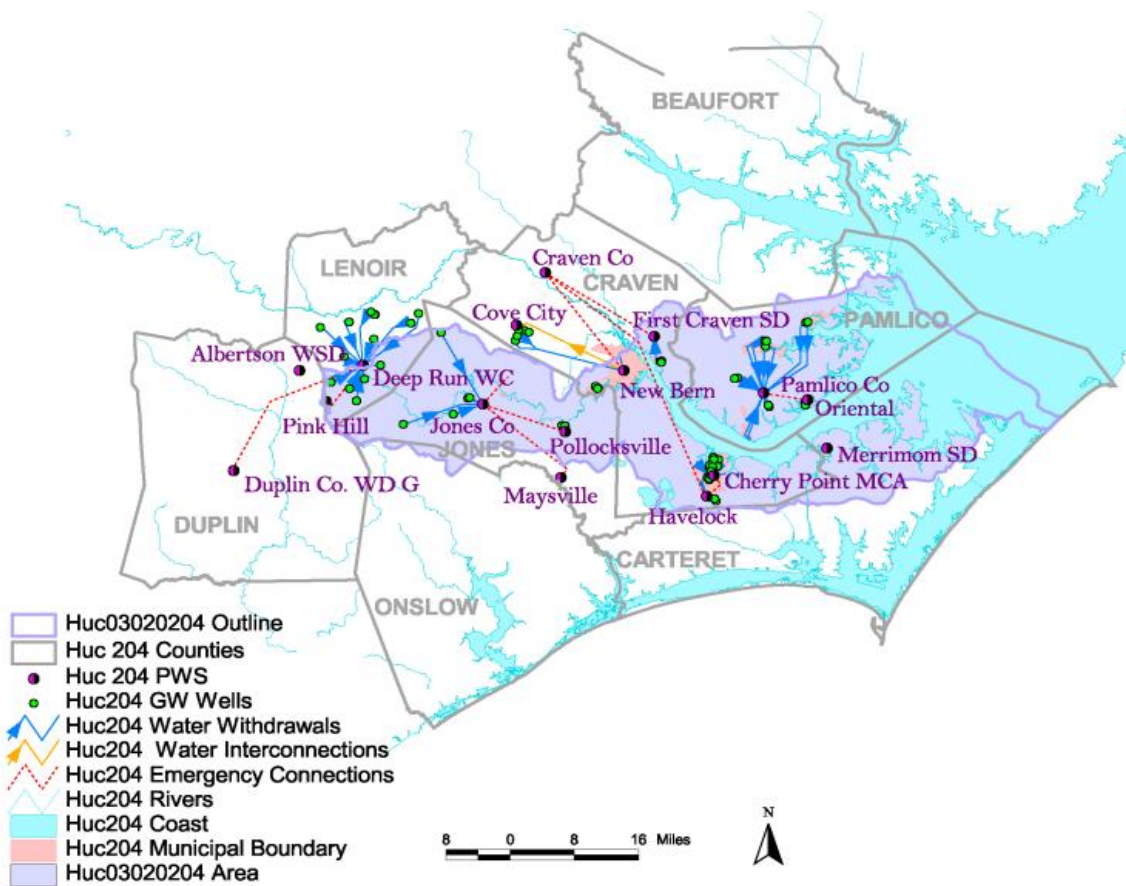 BEAUFORT
Craven Co
LENOIR
CRAVEN
Cove City
First Craven SD
PAMLICO
Albertson WSD
Deep Run WC
New Bern
Pamlico Co
Oriental
Pink Hill
Jones Co.
JONES
Pollocksville
Merrimom SD
Duplin Co. WD G
Maysville
Cherry Point MCA
Havelock
DUPLIN
CARTERET
ONSLOW
Huc03020204 Outline
Huc 204 Counties
Huc 204 PWS
Huc204 GW Wells
Huc204 Water Withdrawals
Huc204 Water Interconnections
Huc204 Emergency Connections
Huc204 Rivers
Huc204 Coast
Huc204 Municipal Boundary
Huc03020204 Area
8 0 8 16 Miles
N